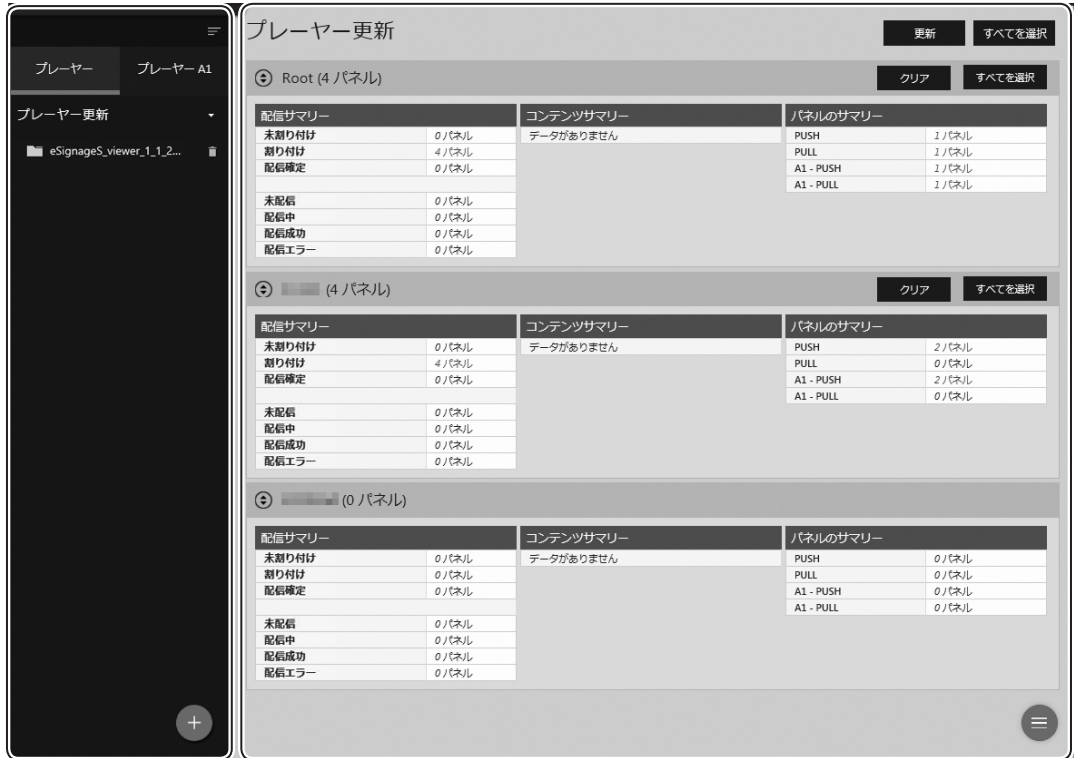 プレーヤー
プレーヤー A1
プレーヤー更新
eSignageS_viewer_1_1_2...
プレーヤー更新
更新
すべてを選択
Root (4 パネル)
クリア
すべてを選択
配信サマリー
未割り付け 0 パネル
割り付け 4 パネル
配信確定 0 パネル
未配信 0 パネル
配信中 0 パネル
配信成功 0 パネル
配信エラー 0 パネル
コンテンツサマリー
データがありません
パネルのサマリー
PUSH 1 パネル
PULL 1 パネル
A1 - PUSH 1 パネル
A1 - PULL 1 パネル
(4 パネル)
クリア
すべてを選択
配信サマリー
未割り付け 0 パネル
割り付け 4 パネル
配信確定 0 パネル
未配信 0 パネル
配信中 0 パネル
配信成功 0 パネル
配信エラー 0 パネル
コンテンツサマリー
データがありません
パネルのサマリー
PUSH 2 パネル
PULL 0 パネル
A1 - PUSH 2 パネル
A1 - PULL 0 パネル
(0 パネル)
配信サマリー
未割り付け 0 パネル
割り付け 0 パネル
配信確定 0 パネル
未配信 0 パネル
配信中 0 パネル
配信成功 0 パネル
配信エラー 0 パネル
コンテンツサマリー
データがありません
パネルのサマリー
PUSH 0 パネル
PULL 0 パネル
A1 - PUSH 0 パネル
A1 - PULL 0 パネル